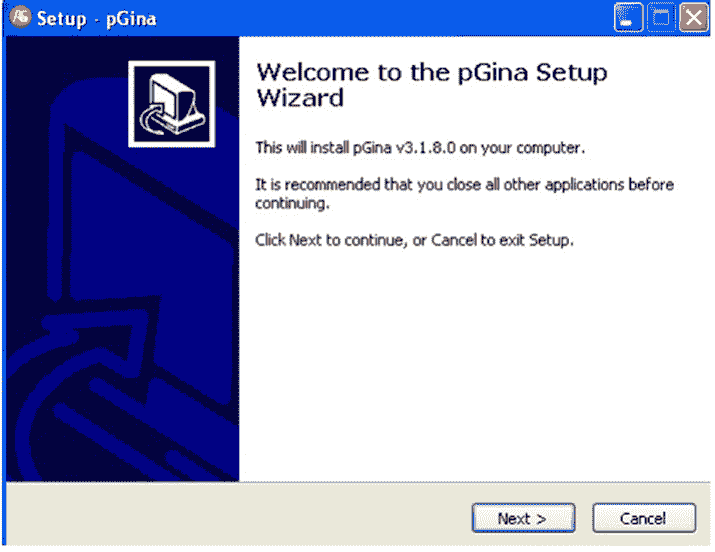 Setup - pGina
Welcome to the pGina Setup
Wizard
This will install pGina v3.1.8.0 on your computer.
It is recommended that you close all other applications before
continuing.
Click Next to continue, or Cancel to exit Setup.
Next >
Cancel